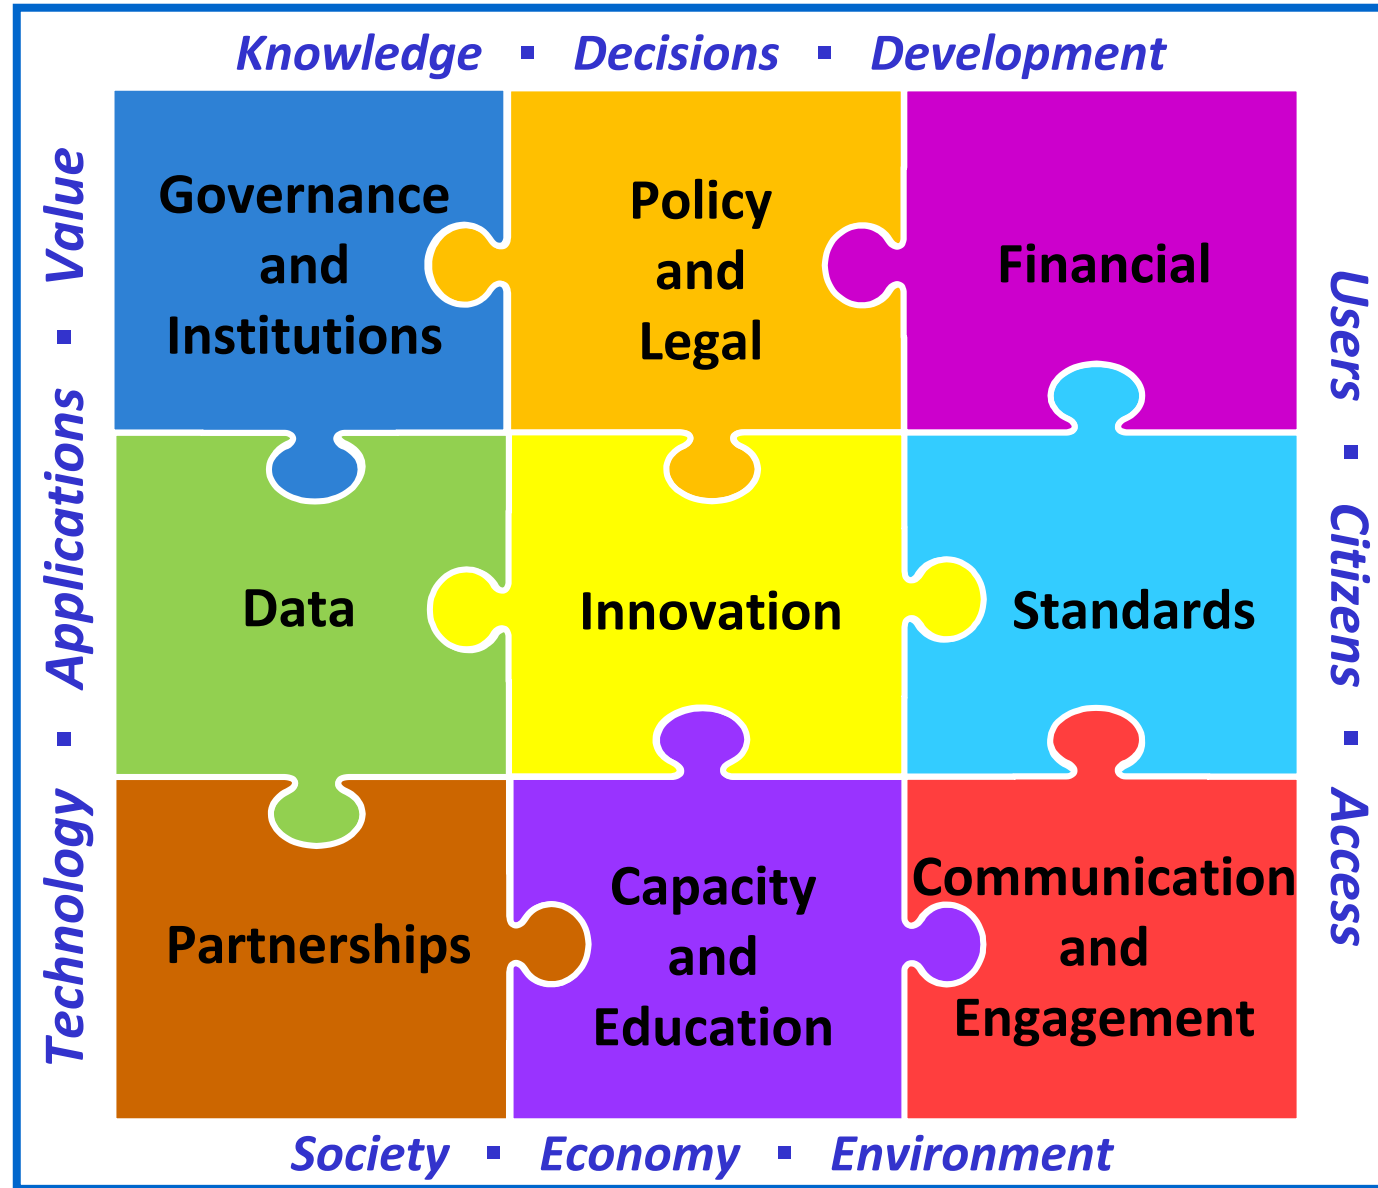 Knowledge ▪ Decisions ▪ Development
Technology ▪ Applications ▪ Value
Governance
and
Institutions
Policy
and
Legal
Financial
Data
Innovation
Standards
Partnerships
Capacity
and
Education
Communication
and
Engagement
Users ▪ Citizens ▪ Access
Society ▪ Economy ▪ Environment